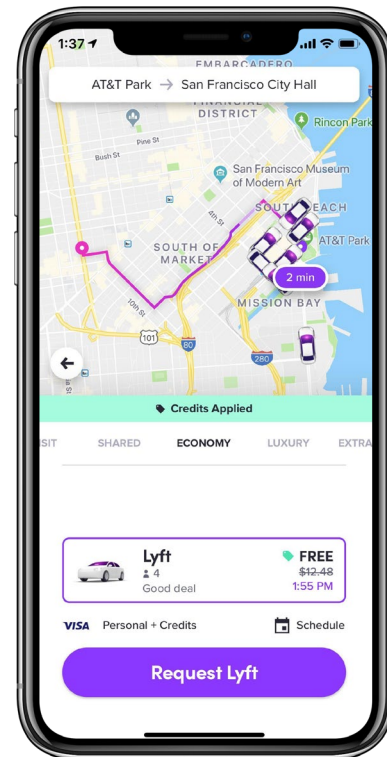 1:37
EMBARCADERO
AT&T Park → San Francisco City Hall
FINANCIAL
DISTRICT
Rincon Park
Pine St
Bush St
San Francisco Museum
of Modern Art
4th St
SOUTH BEACH
SOUTH OF
MARKET
AT&T Park
2 min
10th St
MISSION BAY
101
80
280
Credits Applied
SIT SHARED ECONOMY LUXURY EXTRA
Lyft FREE
4 $12.48
Good deal 1:55 PM
VISA Personal + Credits Schedule
Request Lyft